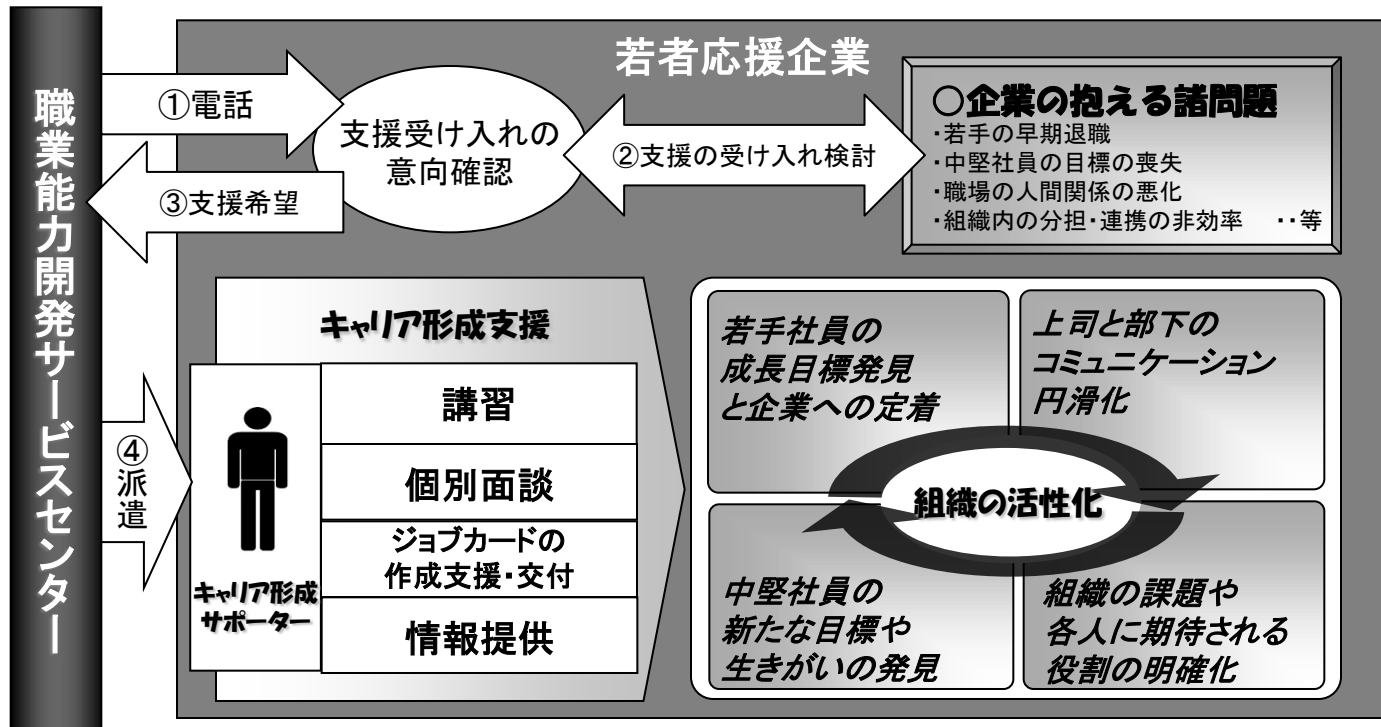 職業能力開発サービスセンター
若者応援企業
①電話
支援受け入れの
意向確認
②支援の受け入れ検討
③支援希望
○企業の抱える諸問題
・若手の早期退職
・中堅社員の目標の喪失
・職場の人間関係の悪化
・組織内の分担・連携の非効率　・・等
④派遣
キャリア形成支援
キャリア形成
サポーター
講習
個別面談
ジョブカードの
作成支援・交付
情報提供
若手社員の
成長目標発見
と企業への定着
上司と部下の
コミュニケーション
円滑化
組織の活性化
中堅社員の
新たな目標や
生きがいの発見
組織の課題や
各人に期待される
役割の明確化